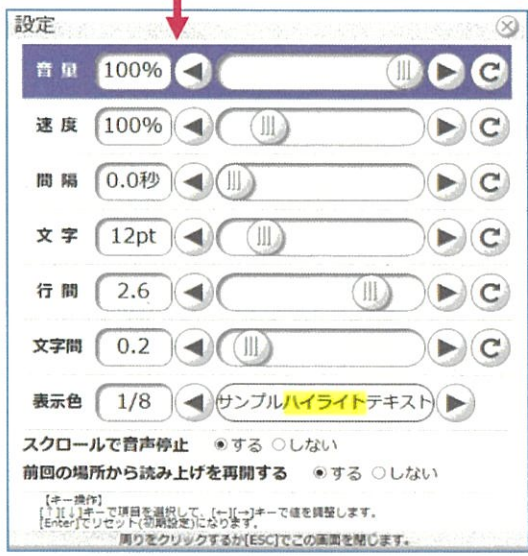 設定
音量 100%
速度 100%
間隔 0.0秒
文字 12pt
行間 2.6
文字間 0.2
表示色 1/8 サンプルハイライトテキスト
スクロールで音声停止 ◉する ○しない
前回の場所から読み上げを再開する ◉する ○しない
【キー操作】
[↑][↓]キーで項目を選択して、[←][→]キーで値を調整します。
[Enter]でリセット(初期設定)になります。
周りをクリックするか[ESC]でこの画面を閉じます。